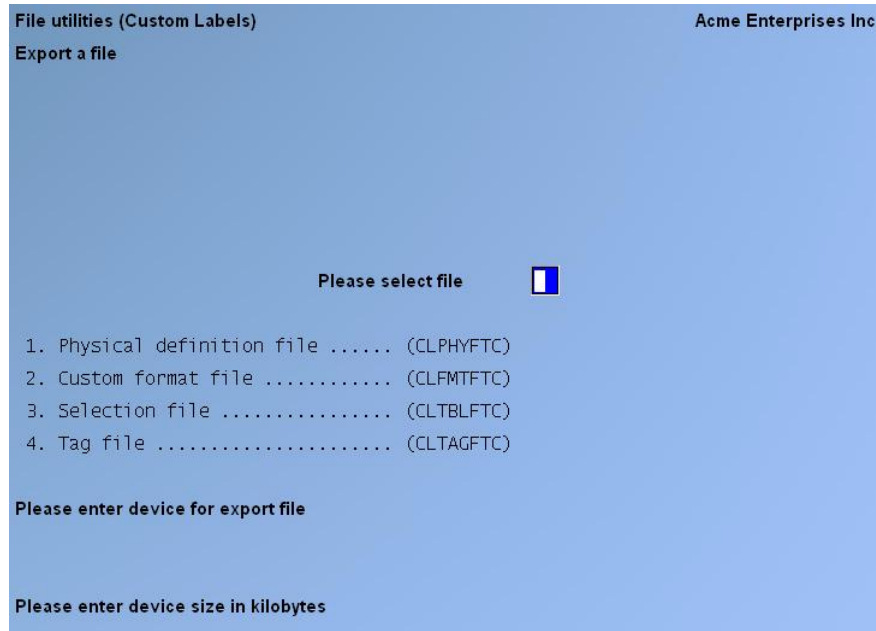 File utilities (Custom Labels) Acme Enterprises Inc
Export a file
Please select file
1. Physical definition file ...... (CLPHYFTC)
2. Custom format file ............ (CLFMTFTC)
3. Selection file ................ (CLTBLFTC)
4. Tag file ...................... (CLTAGFTC)
Please enter device for export file
Please enter device size in kilobytes